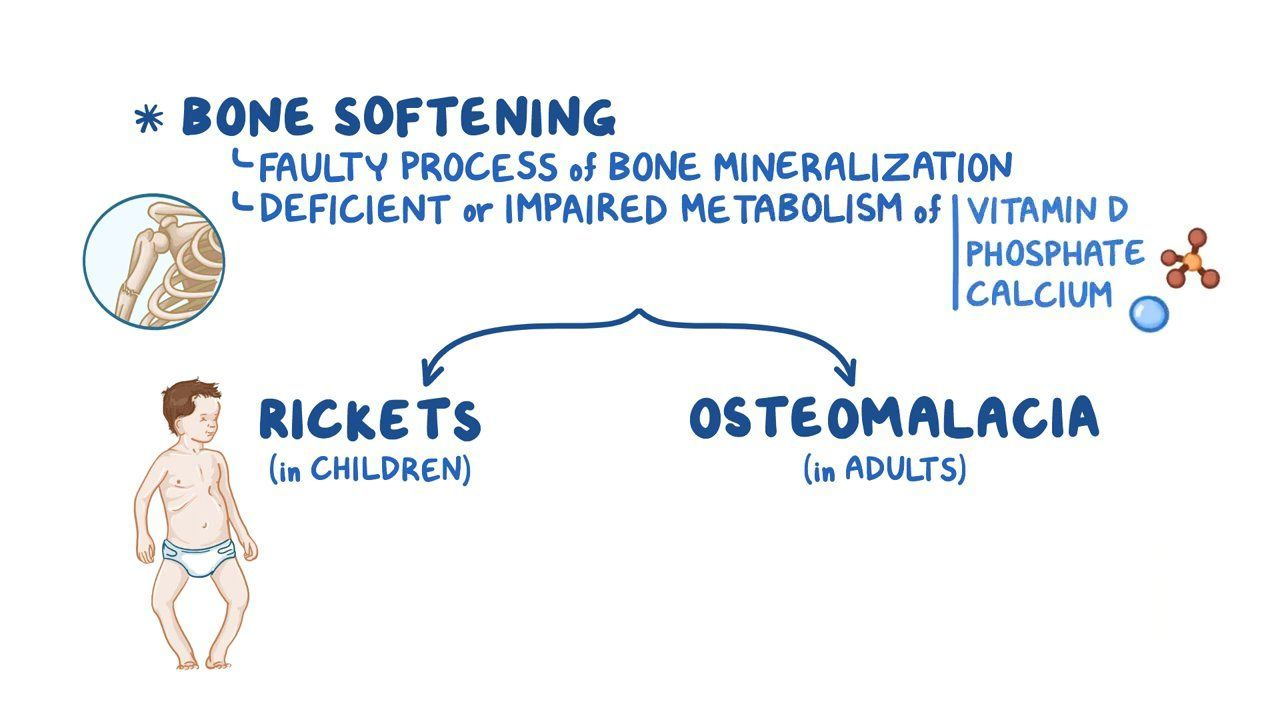 * BONE SOFTENING
FAULTY PROCESS of BONE MINERALIZATION
DEFICIENT or IMPAIRED METABOLISM of VITAMIN D
PHOSPHATE
CALCIUM
RICKETS
(in CHILDREN)
OSTEOMALACIA
(in ADULTS)